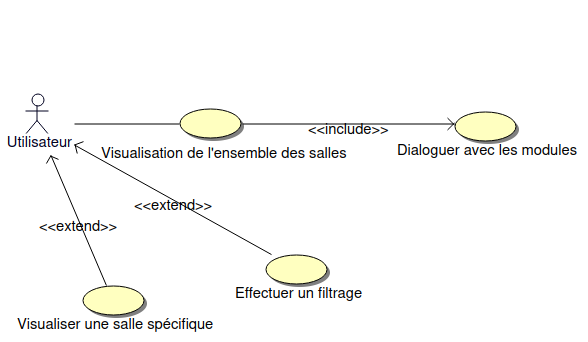 <<include>>
Utilisateur
Visualisation de l'ensemble des salles
Dialoguer avec les modules
<<extend>>
<<extend>>
Effectuer un filtrage
Visualiser une salle spécifique